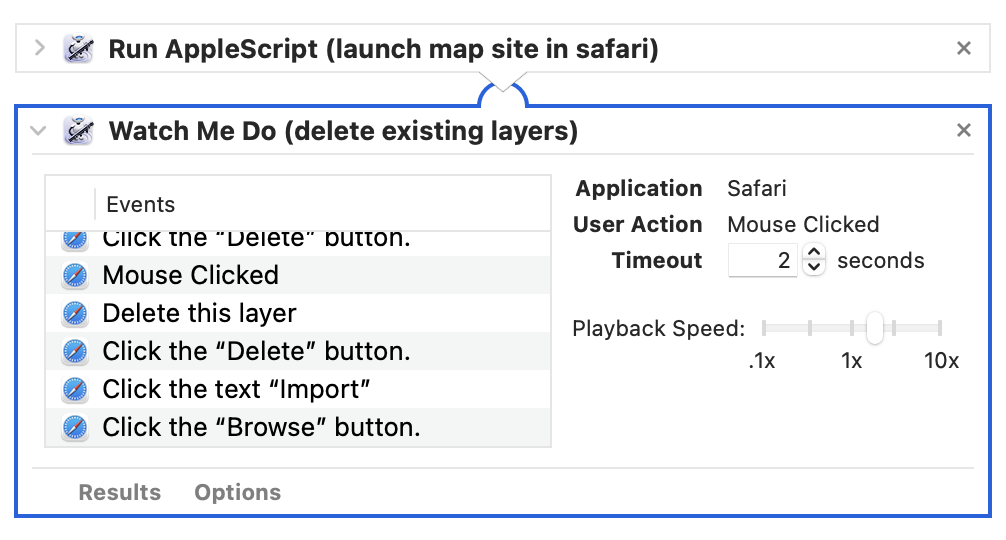 Run AppleScript (launch map site in safari)
Watch Me Do (delete existing layers)
Events
Click the “Delete” button.
Mouse Clicked
Delete this layer
Click the “Delete” button.
Click the text “Import”
Click the “Browse” button.
Application Safari
User Action Mouse Clicked
Timeout 2 seconds
Playback Speed:
.1x 1x 10x
Results Options